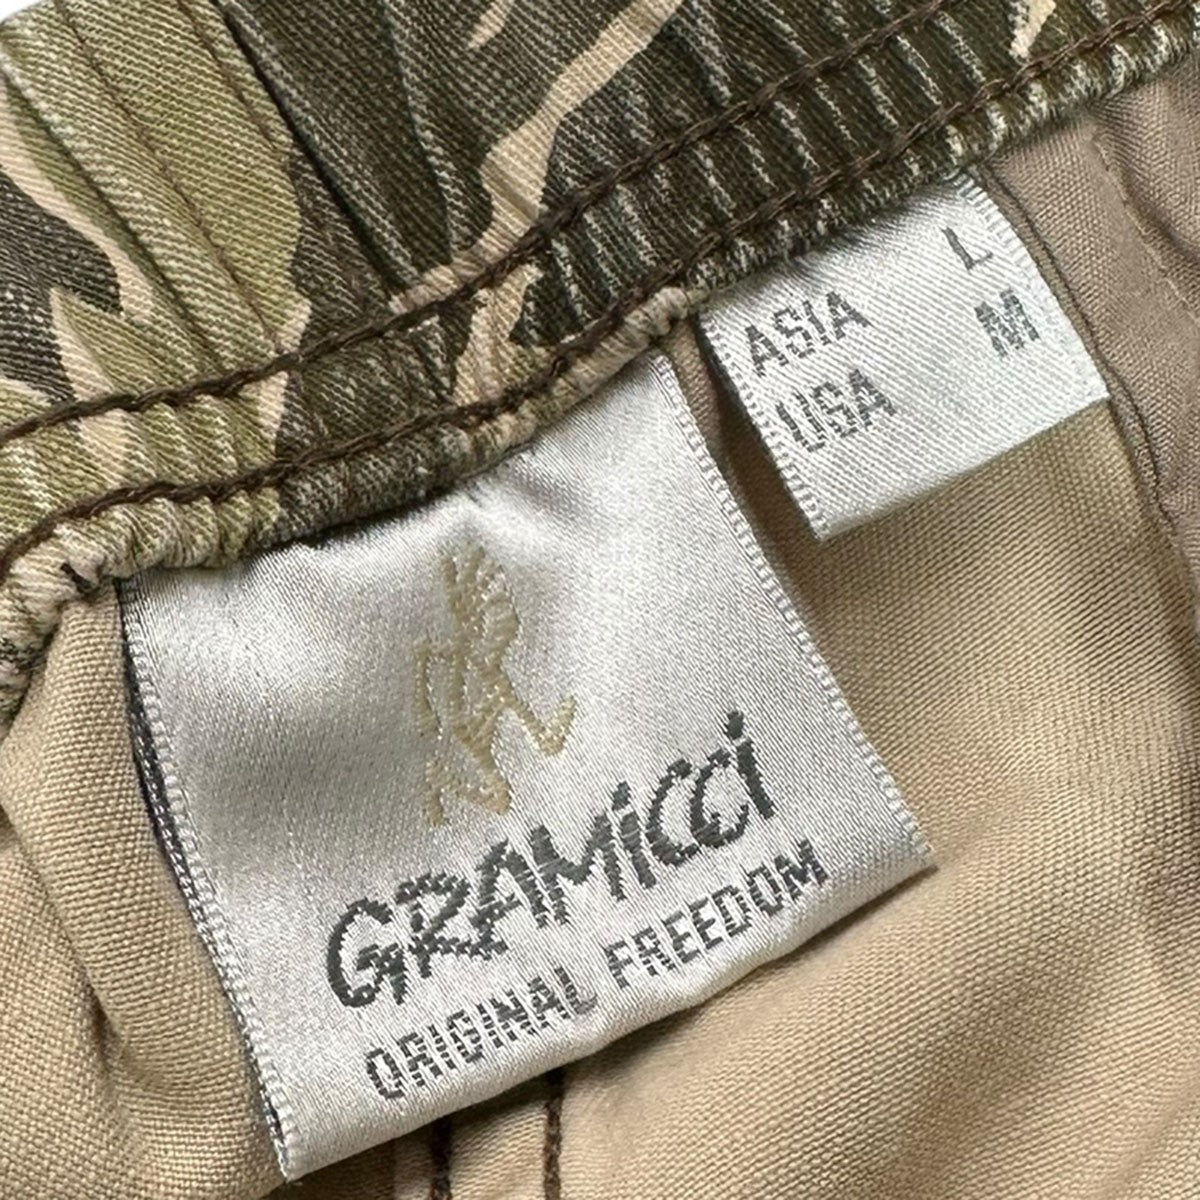 ASIA L
USA M
GRAMiCCi
ORIGINAL FREEDOM